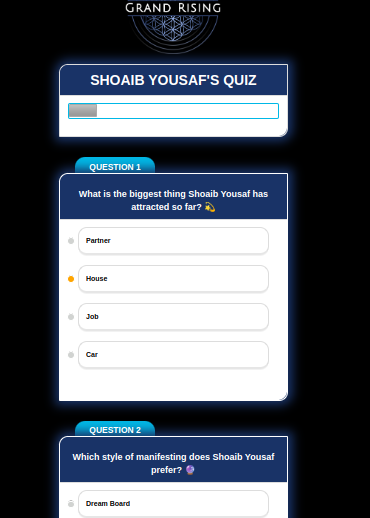 GRAND RISING
SHOAIB YOUSAF'S QUIZ
QUESTION 1
What is the biggest thing Shoaib Yousaf has
attracted so far? 💫
Partner
House
Job
Car
QUESTION 2
Which style of manifesting does Shoaib Yousaf
prefer? 🔮
Dream Board